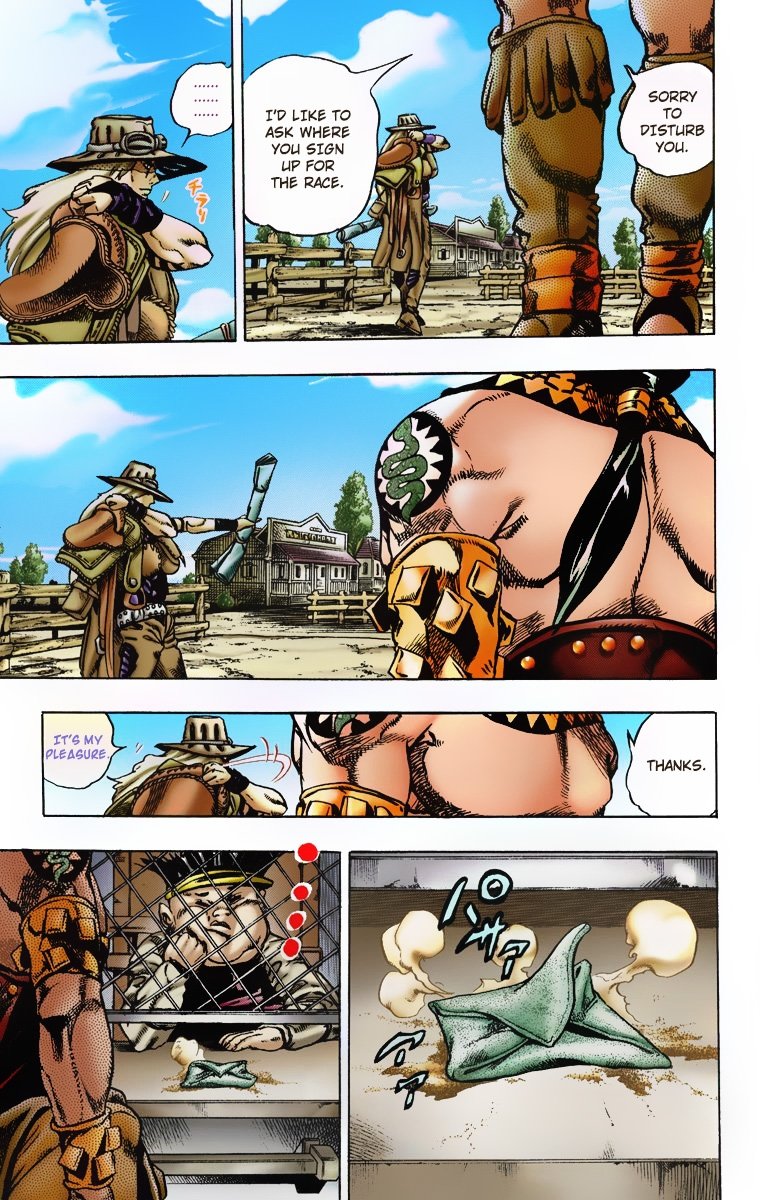 SORRY
TO
DISTURB
YOU.
I'D LIKE TO
ASK WHERE
YOU SIGN
UP FOR
THE RACE.
......
......
......
チラリ
THANKS.
IT'S MY
PLEASURE.
パサァ